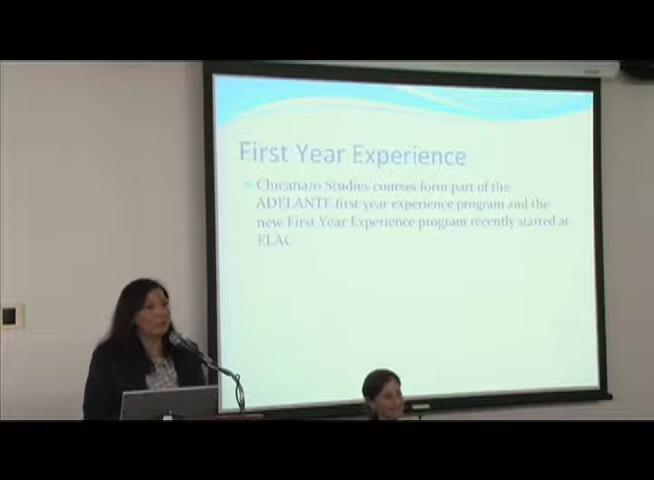 First Year Experience
Chicana/o Studies courses form part of the
ADELANTE first year experience program and the
new First Year Experience program recently started at
ELAC